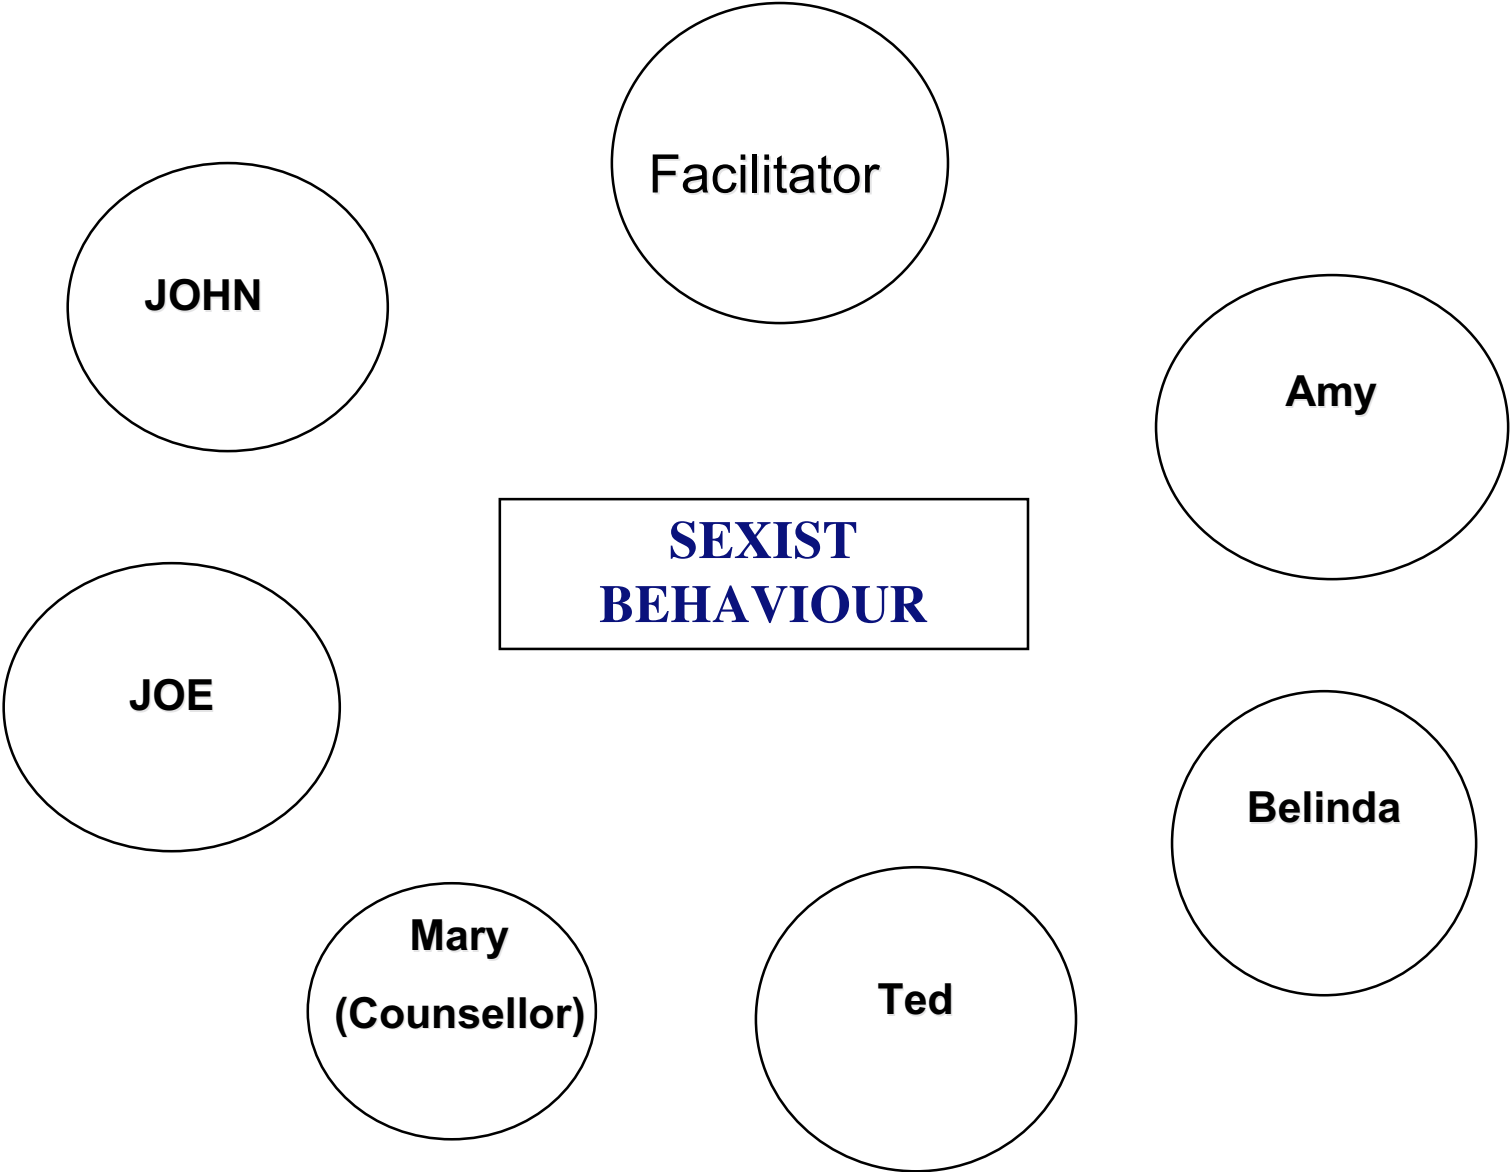 Facilitator
JOHN
Amy
SEXIST
BEHAVIOUR
JOE
Belinda
Mary
(Counsellor)
Ted